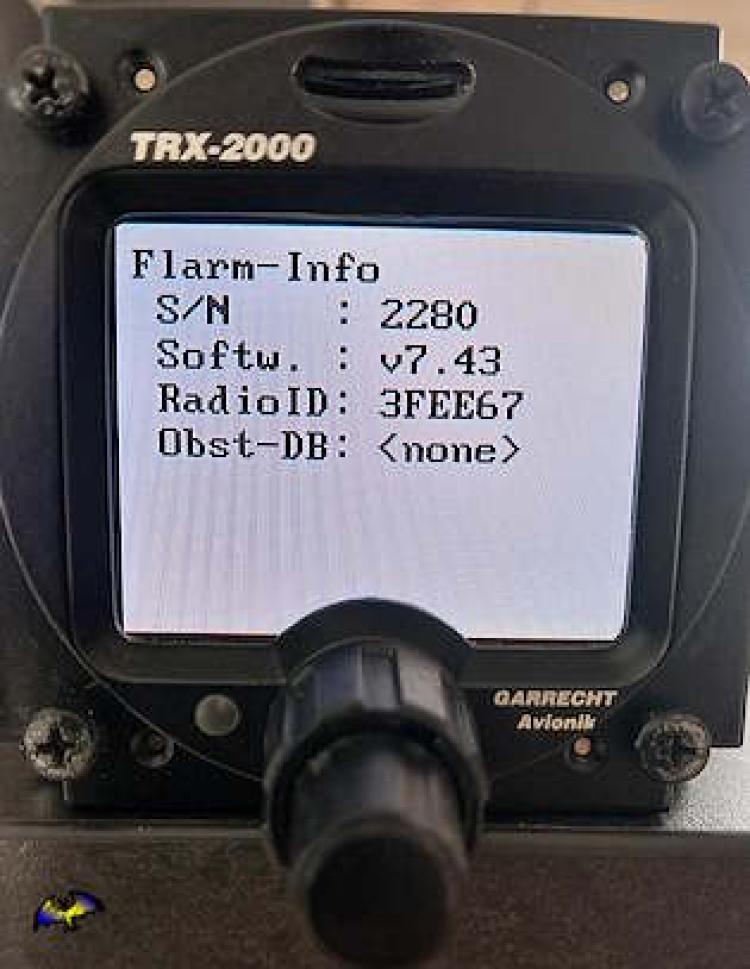 TRX-2000
Flarm-Info
S/N : 2280
Softw. : v7.43
RadioID: 3FEE67
Obst-DB: <none>
GARRECHT
Avionik